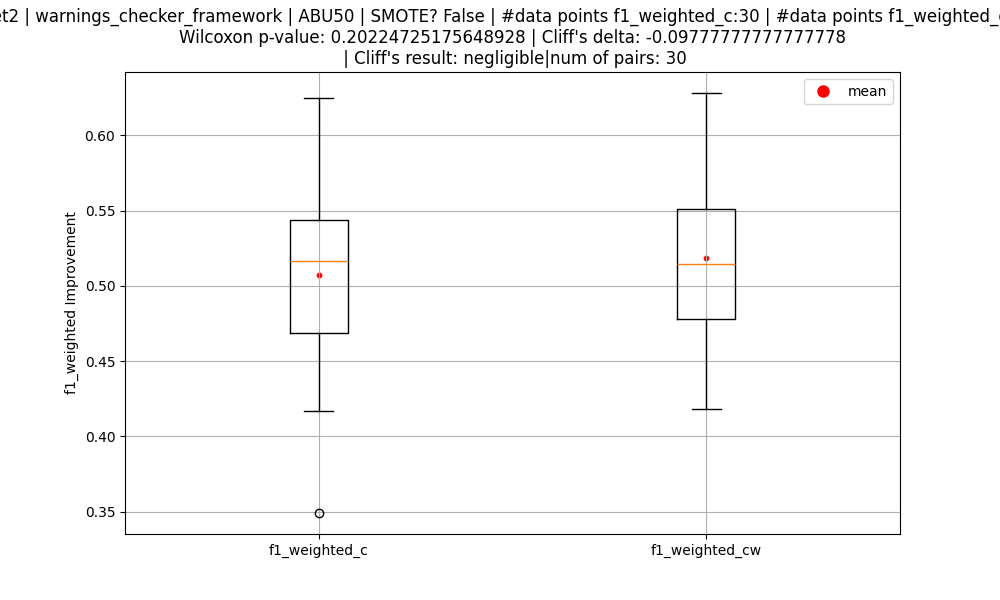 et2 | warnings_checker_framework | ABU50 | SMOTE? False | #data points f1_weighted_c:30 | #data points f1_weighted_c
Wilcoxon p-value: 0.20224725175648928 | Cliff's delta: -0.09777777777777778
| Cliff's result: negligible|num of pairs: 30
mean
0.60
0.55
0.50
0.45
0.40
0.35
f1_weighted Improvement
f1_weighted_c
f1_weighted_cw